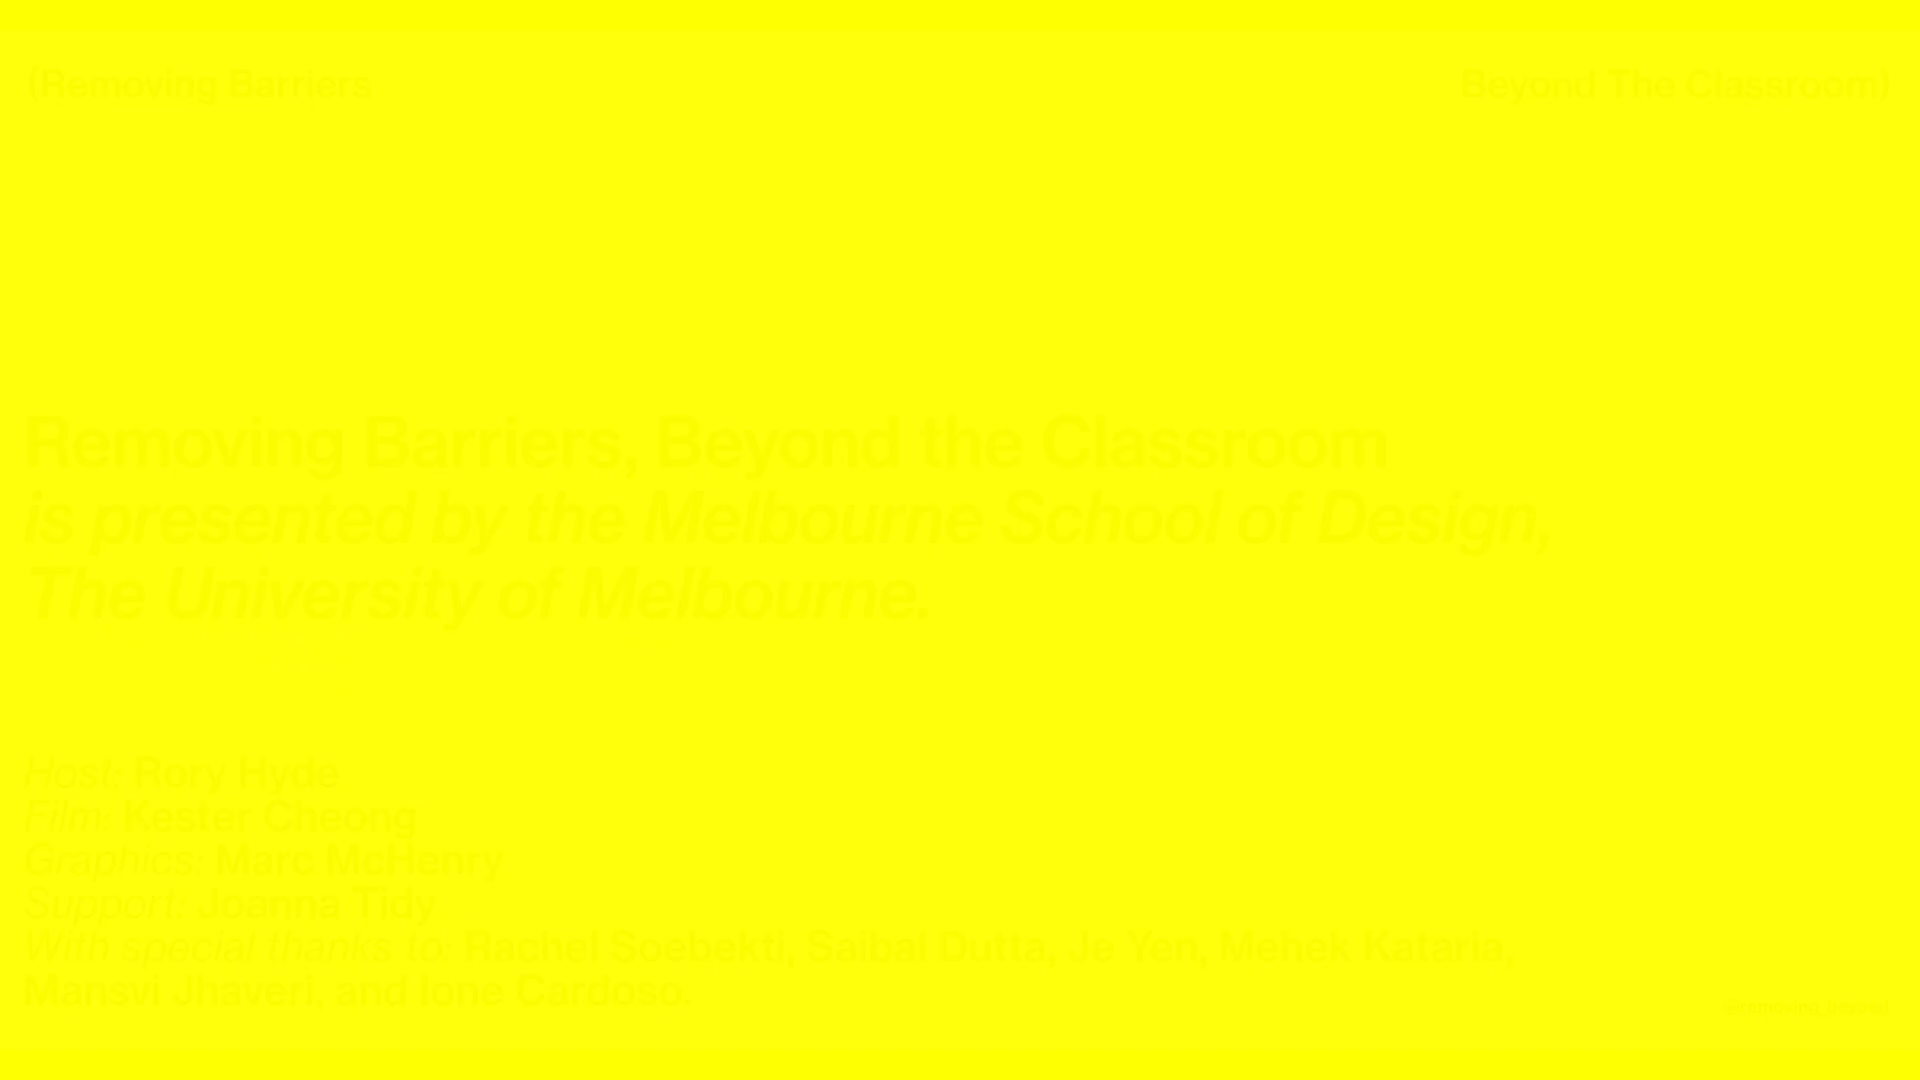 (Removing Barriers
Beyond The Classroom)
Removing Barriers, Beyond the Classroom
is presented by the Melbourne School of Design,
The University of Melbourne.
Host: Rory Hyde
Film: Kester Cheong
Graphics: Marc McHenry
Support: Joanna Tidy
With special thanks to: Rachel Soebekti, Saibal Dutta, Je Yen, Mehek Kataria,
Mansvi Jhaveri, and Ione Cardoso.